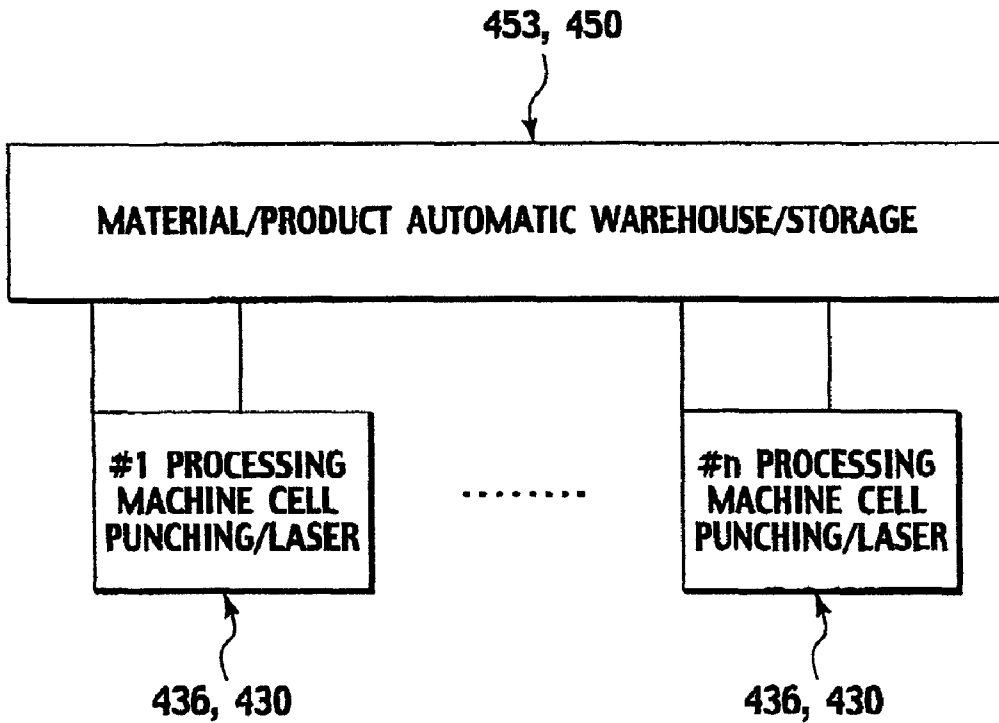 453, 450
MATERIAL/PRODUCT AUTOMATIC WAREHOUSE/STORAGE
#1 PROCESSING
MACHINE CELL
PUNCHING/LASER
.......
#n PROCESSING
MACHINE CELL
PUNCHING/LASER
436, 430
436, 430